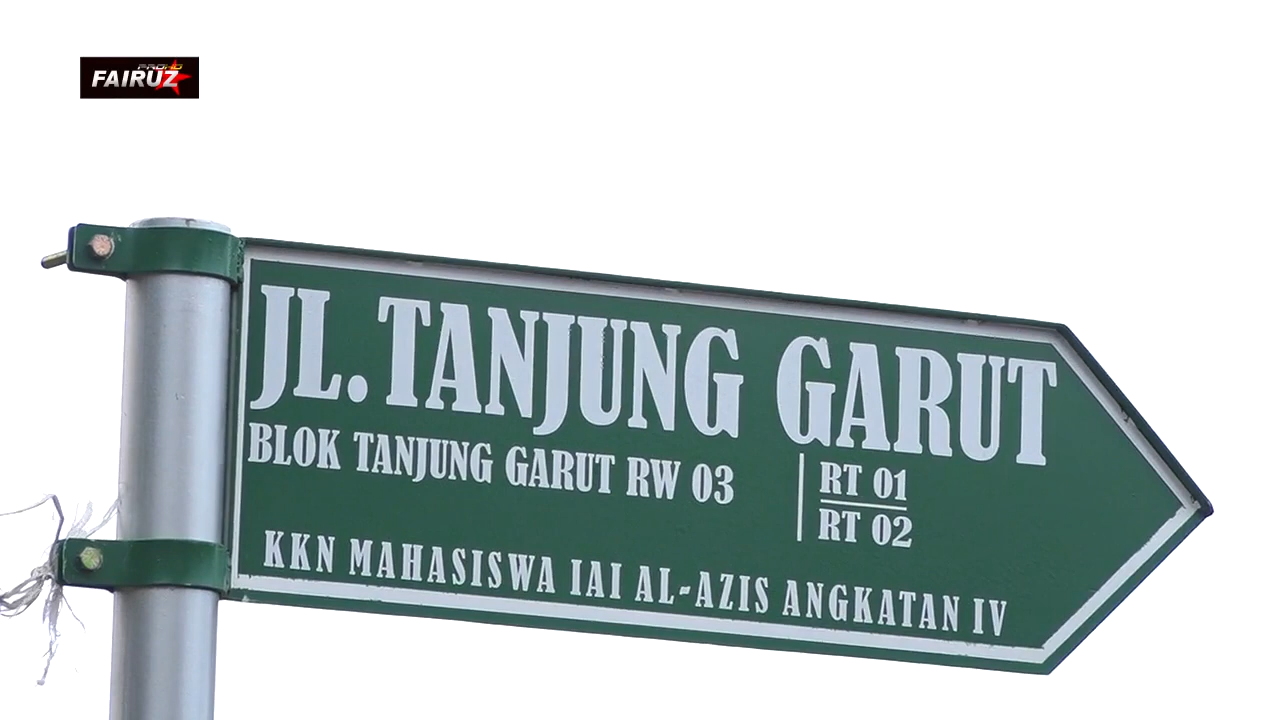 PROHD
FAIRUZ
JL. TANJUNG GARUT
BLOK TANJUNG GARUT RW 03
RT 01
RT 02
KKN MAHASISWA IAI AL-AZIS ANGKATAN IV